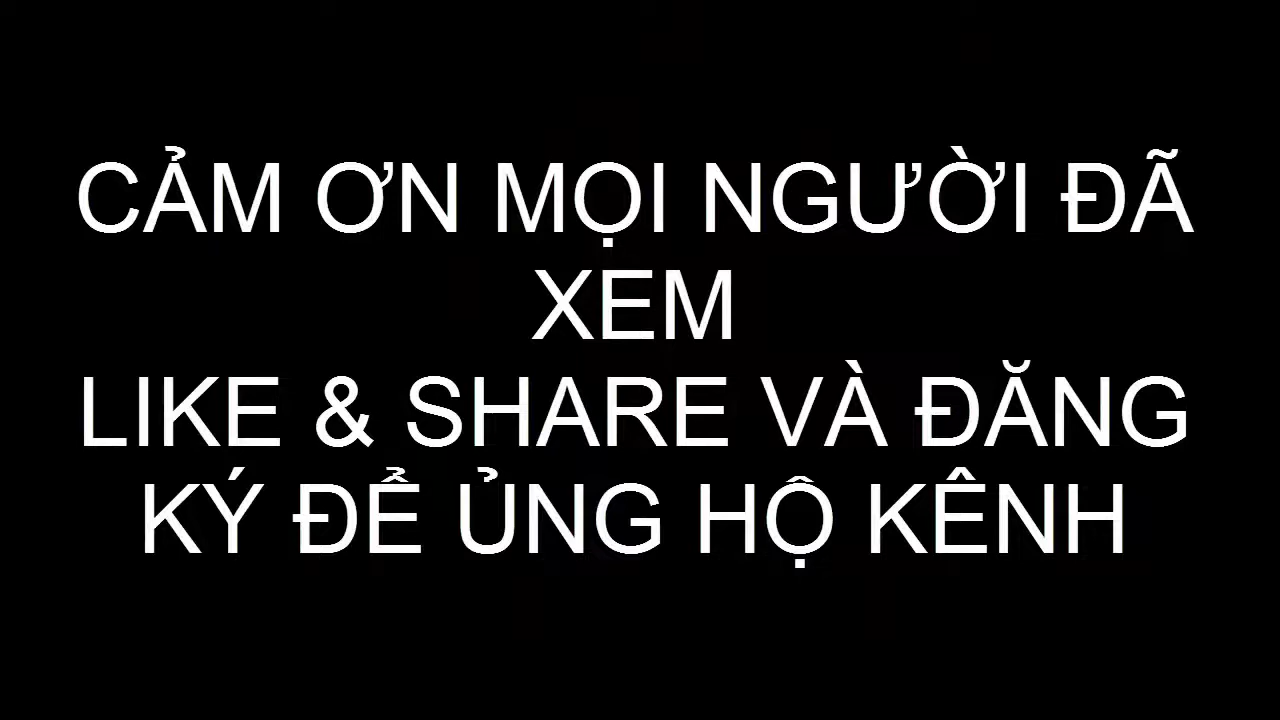 CẢM ƠN MỌI NGƯỜI ĐÃ
XEM
LIKE & SHARE VÀ ĐĂNG
KÝ ĐỂ ỦNG HỘ KÊNH